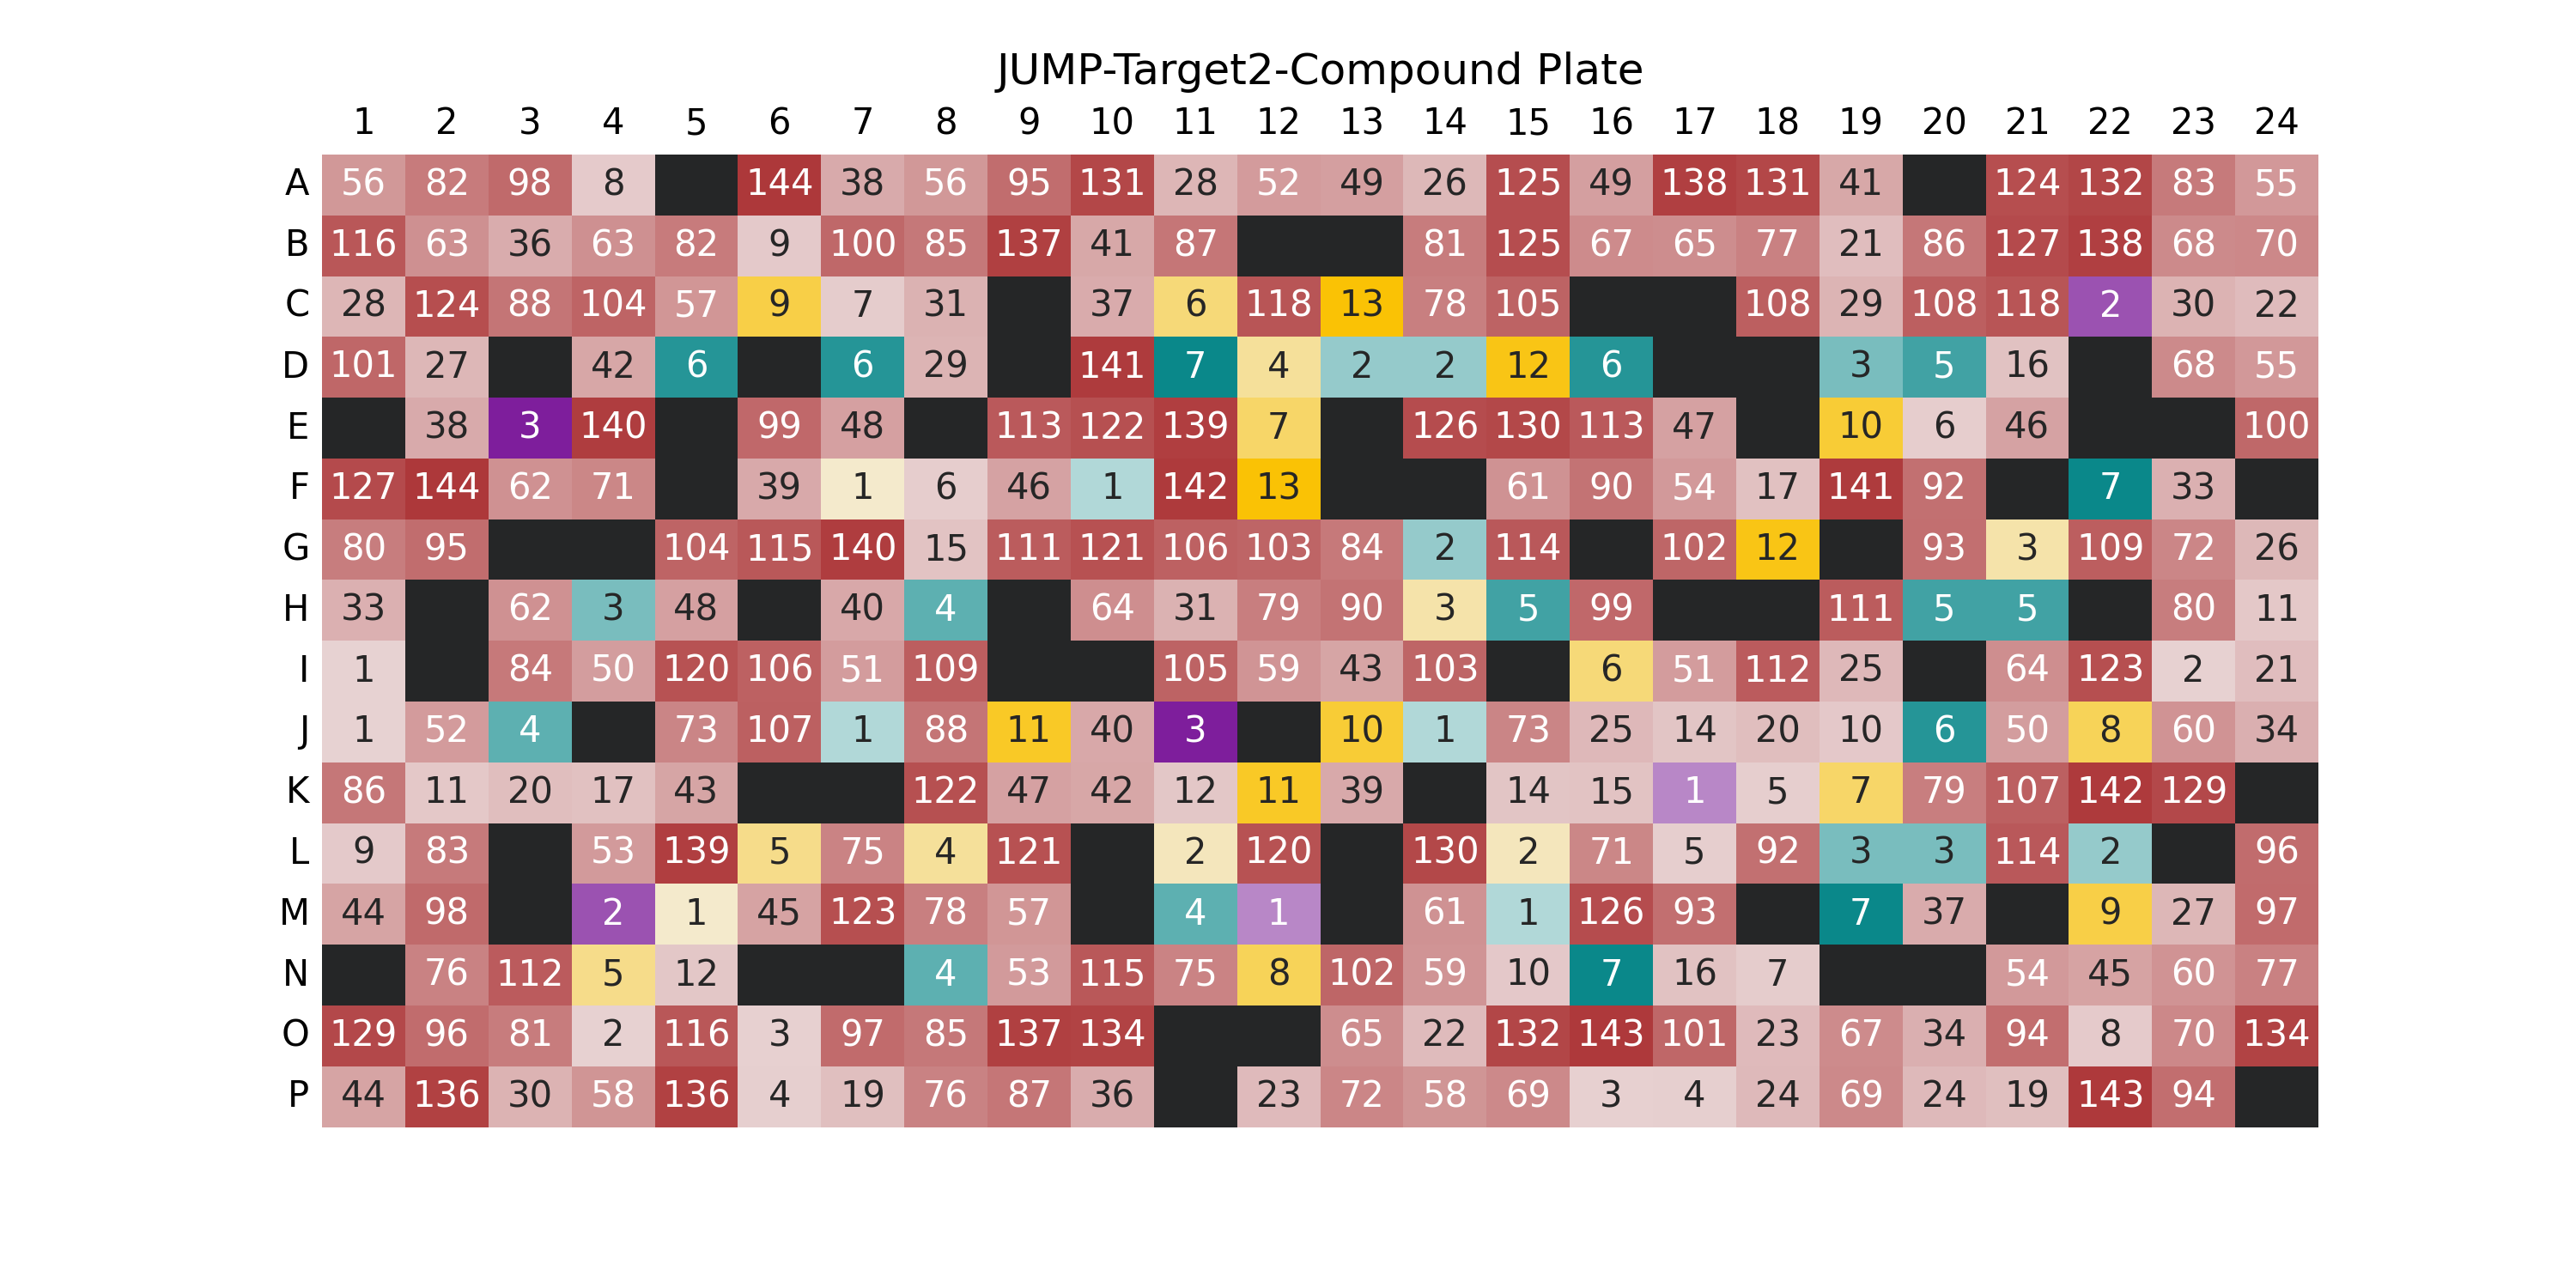 JUMP-Target2-Compound Plate
1 2 3 4 5 6 7 8 9 10 11 12 13 14 15 16 17 18 19 20 21 22 23 24
A 56 82 98 8 144 38 56 95 131 28 52 49 26 125 49 138 131 41 124 132 83 55
B 116 63 36 63 82 9 100 85 137 41 87 81 125 67 65 77 21 86 127 138 68 70
C 28 124 88 104 57 9 7 31 37 6 118 13 78 105 108 29 108 118 2 30 22
D 101 27 42 6 6 29 141 7 4 2 2 12 6 3 5 16 68 55
E 38 3 140 99 48 113 122 139 7 126 130 113 47 10 6 46 100
F 127 144 62 71 39 1 6 46 1 142 13 61 90 54 17 141 92 7 33
G 80 95 104 115 140 15 111 121 106 103 84 2 114 102 12 93 3 109 72 26
H 33 62 3 48 40 4 64 31 79 90 3 5 99 111 5 5 80 11
I 1 84 50 120 106 51 109 105 59 43 103 6 51 112 25 64 123 2 21
J 1 52 4 73 107 1 88 11 40 3 10 1 73 25 14 20 10 6 50 8 60 34
K 86 11 20 17 43 122 47 42 12 11 39 14 15 1 5 7 79 107 142 129
L 9 83 53 139 5 75 4 121 2 120 130 2 71 5 92 3 3 114 2 96
M 44 98 2 1 45 123 78 57 4 1 61 1 126 93 7 37 9 27 97
N 76 112 5 12 4 53 115 75 8 102 59 10 7 16 7 54 45 60 77
O 129 96 81 2 116 3 97 85 137 134 65 22 132 143 101 23 67 34 94 8 70 134
P 44 136 30 58 136 4 19 76 87 36 23 72 58 69 3 4 24 69 24 19 143 94